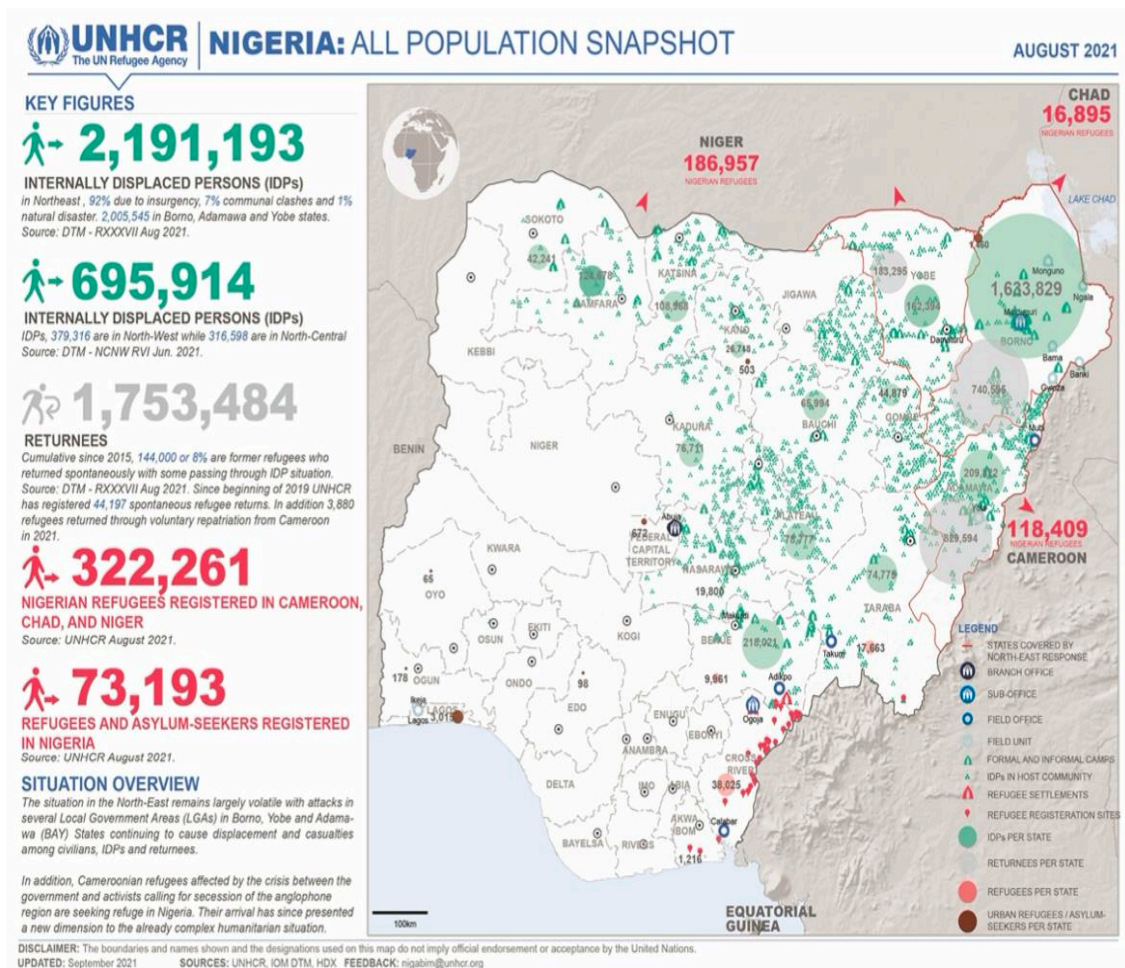 UNHCR
The UN Refugee Agency
NIGERIA: ALL POPULATION SNAPSHOT
AUGUST 2021
KEY FIGURES
2,191,193
INTERNALLY DISPLACED PERSONS (IDPs)
in Northeast , 92% due to insurgency, 7% communal clashes and 1%
natural disaster. 2,005,545 in Borno, Adamawa and Yobe states.
Source: DTM - RXXXVII Aug 2021.
695,914
INTERNALLY DISPLACED PERSONS (IDPs)
IDPs, 379,316 are in North-West while 316,598 are in North-Central
Source: DTM - NCNW RVI Jun. 2021.
1,753,484
RETURNEES
Cumulative since 2015, 144,000 or 8% are former refugees who
returned spontaneously with some passing through IDP situation.
Source: DTM - RXXXVII Aug 2021. Since beginning of 2019 UNHCR
has registered 44,197 spontaneous refugee returns. In addition 3,880
refugees returned through voluntary repatriation from Cameroon
in 2021.
322,261
NIGERIAN REFUGEES REGISTERED IN CAMEROON,
CHAD, AND NIGER
Source: UNHCR August 2021.
73,193
REFUGEES AND ASYLUM-SEEKERS REGISTERED
IN NIGERIA
Source: UNHCR August 2021.
SITUATION OVERVIEW
The situation in the North-East remains largely volatile with attacks in
several Local Government Areas (LGAs) in Borno, Yobe and Adama-
wa (BAY) States continuing to cause displacement and casualties
among civilians, IDPs and returnees.
In addition, Cameroonian refugees affected by the crisis between the
government and activists calling for secession of the anglophone
region are seeking refuge in Nigeria. Their arrival has since presented
a new dimension to the already complex humanitarian situation.
CHAD
16,895
NIGERIAN REFUGEES
NIGER
186,957
NIGERIAN REFUGEES
LAKE CHAD
SOKOTO
42,241
ZAMFARA
KATSINA
JIGAWA
183,295
YOBE
162,394
Damaturu
Monguno
1,633,829
Ngala
BORNO
Bama
Banki
KEBBI
KANO
503
740,595
65,994
BAUCHI
44,879
GOMBE
Mubi
KADUNA
76,711
BENIN
NIGER
ADAMAWA
118,409
NIGERIAN REFUGEES
CAMEROON
Abuja
672
FEDERAL
CAPITAL
TERRITORY
PLATEAU
KWARA
NASARAWA
19,800
TARABA
65
OYO
OSUN
EKITI
KOGI
Makurdi
BENUE
218,021
Takum
17,663
178
OGUN
ONDO
98
EDO
9,961
Adikpo
Ogoja
Ikeja
Lagos
LAGOS
ENUGU
EBONYI
ANAMBRA
CROSS
RIVER
38,025
DELTA
IMO
ABIA
AKWA
IBOM
Calabar
BAYELSA
RIVERS
1,216
EQUATORIAL
GUINEA
100km
LEGEND
STATES COVERED BY
NORTH-EAST RESPONSE
BRANCH OFFICE
SUB-OFFICE
FIELD OFFICE
FIELD UNIT
FORMAL AND INFORMAL CAMPS
IDPs IN HOST COMMUNITY
REFUGEE SETTLEMENTS
REFUGEE REGISTRATION SITES
IDPs PER STATE
RETURNEES PER STATE
REFUGEES PER STATE
URBAN REFUGEES / ASYLUM-
SEEKERS PER STATE
DISCLAIMER: The boundaries and names shown and the designations used on this map do not imply official endorsement or acceptance by the United Nations.
UPDATED: September 2021 SOURCES: UNHCR, IOM DTM, HDX FEEDBACK: nigabim@unhcr.org